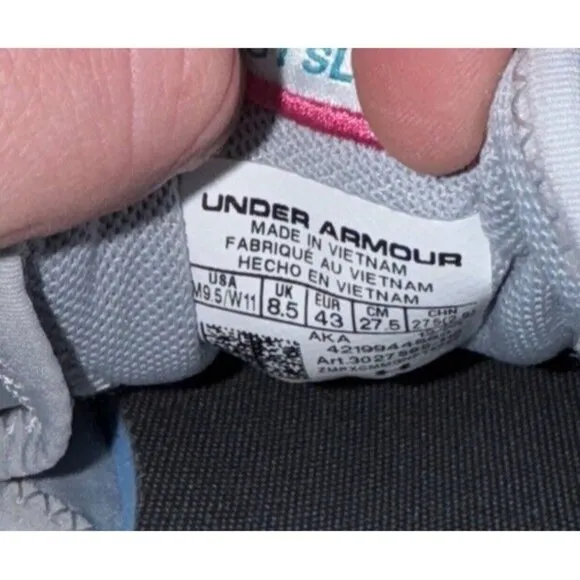 SL
UNDER ARMOUR
MADE IN VIETNAM
FABRIQUÉ AU VIETNAM
HECHO EN VIETNAM
USA UK EUR CM CHN
M9.5/W11 8.5 43 27.5
AKA